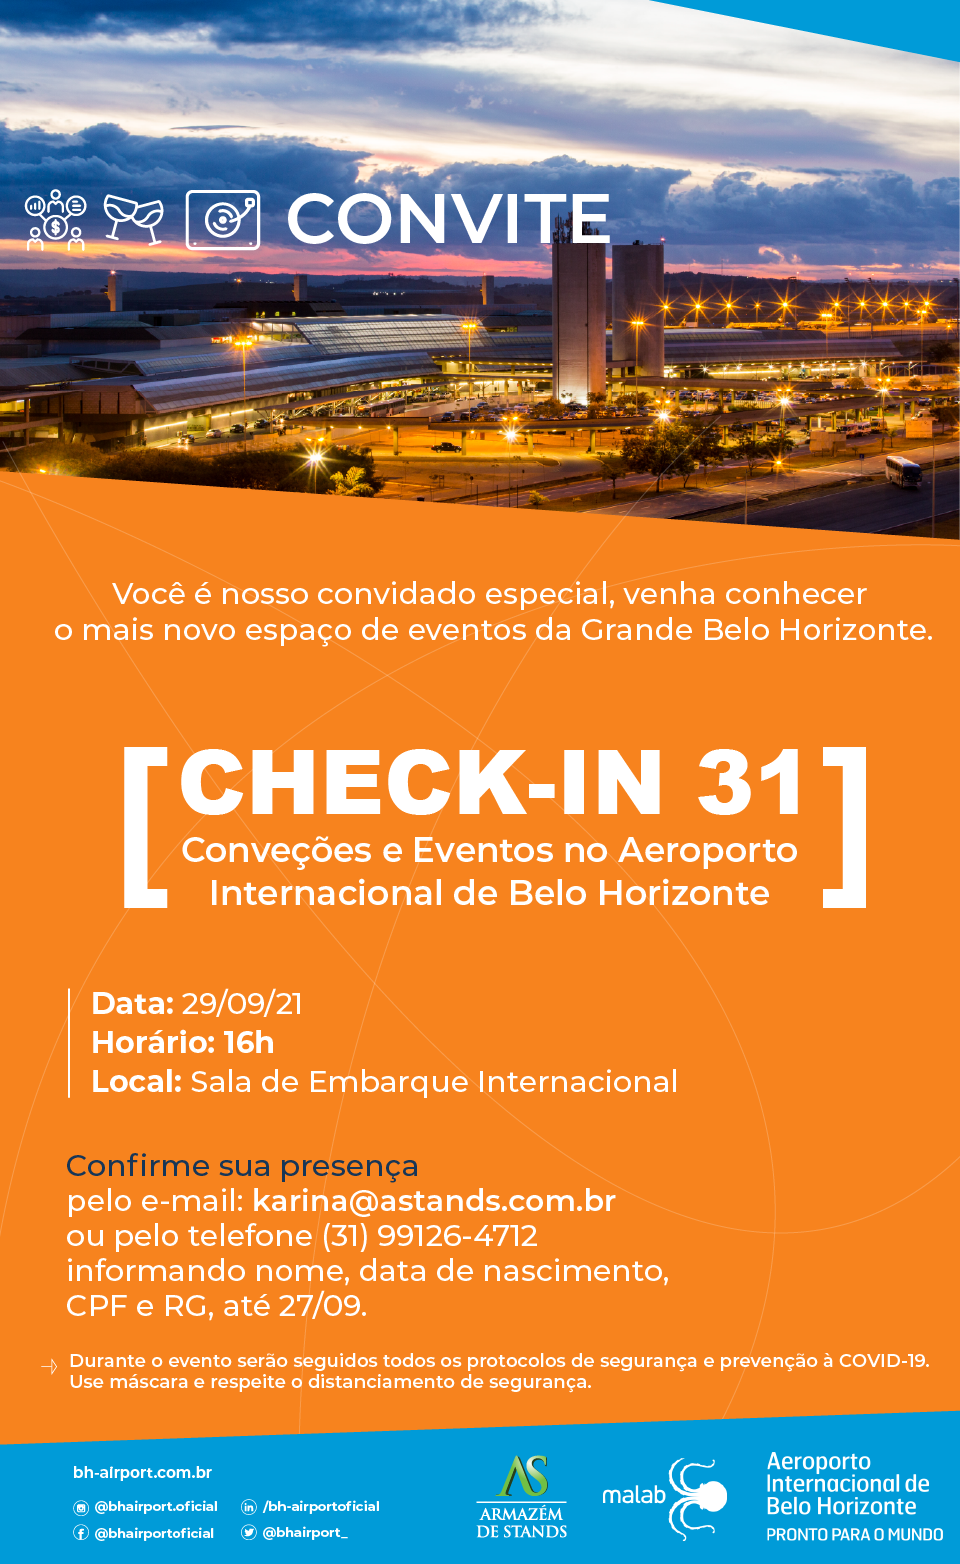 CONVITE
Você é nosso convidado especial, venha conhecer
o mais novo espaço de eventos da Grande Belo Horizonte.
[CHECK-IN 31]
Conveções e Eventos no Aeroporto
Internacional de Belo Horizonte
Data: 29/09/21
Horário: 16h
Local: Sala de Embarque Internacional
Confirme sua presença
pelo e-mail: karina@astands.com.br
ou pelo telefone (31) 99126-4712
informando nome, data de nascimento,
CPF e RG, até 27/09.
Durante o evento serão seguidos todos os protocolos de segurança e prevenção à COVID-19.
Use máscara e respeite o distanciamento de segurança.
bh-airport.com.br
@bhairport.oficial
/bh-airportoficial
@bhairportoficial
@bhairport_
AS
ARMAZÉM
DE STANDS
malab
Aeroporto
Internacional de
Belo Horizonte
PRONTO PARA O MUNDO